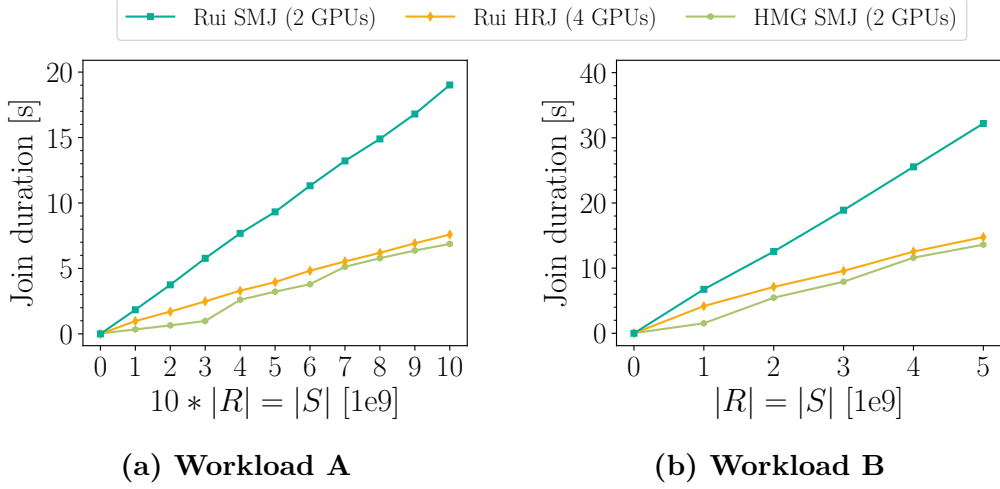 Rui SMJ (2 GPUs) Rui HRJ (4 GPUs) HMG SMJ (2 GPUs)
Join duration [s]
20
15
10
5
0
0 1 2 3 4 5 6 7 8 9 10
10 ∗ |R| = |S| [1e9]
(a) Workload A
Join duration [s]
40
30
20
10
0
0 1 2 3 4 5
|R| = |S| [1e9]
(b) Workload B